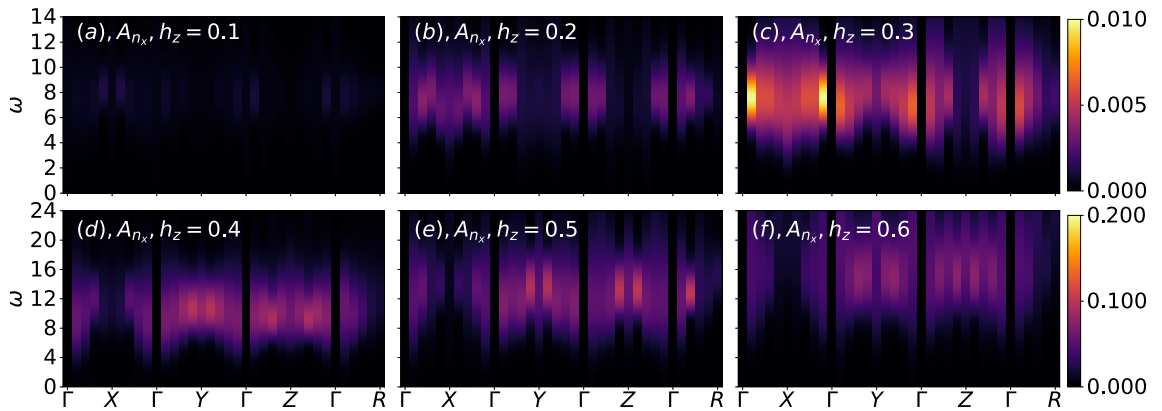 (a), A_{n_x}, h_z = 0.1
(b), A_{n_x}, h_z = 0.2
(c), A_{n_x}, h_z = 0.3
ω
14
12
10
8
6
4
2
0
0.010
0.005
0.000
(d), A_{n_x}, h_z = 0.4
(e), A_{n_x}, h_z = 0.5
(f), A_{n_x}, h_z = 0.6
ω
24
20
16
12
8
4
0
0.200
0.100
0.000
Γ X Γ Y Γ Z Γ R
Γ X Γ Y Γ Z Γ R
Γ X Γ Y Γ Z Γ R